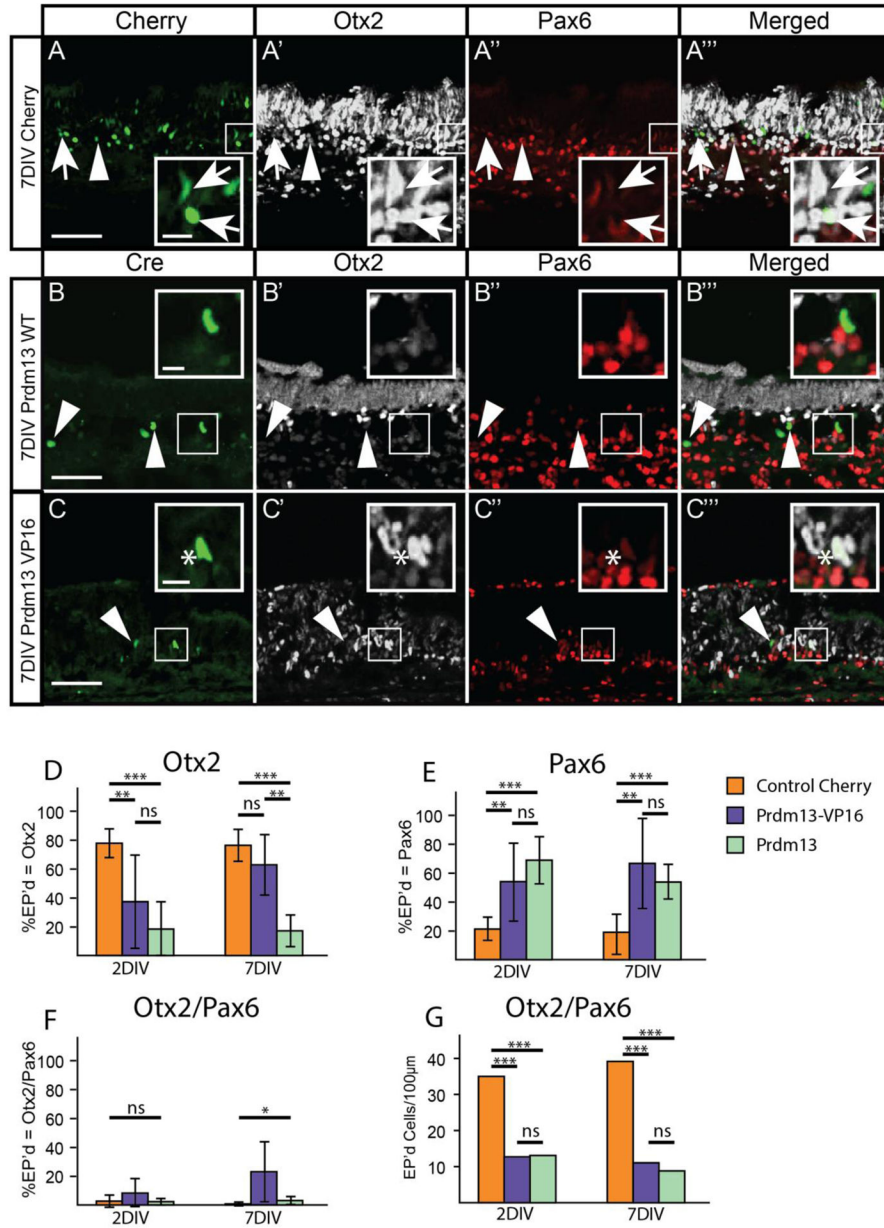 Cherry Otx2 Pax6 Merged
7DIV Cherry
A A' A'' A'''
Cre Otx2 Pax6 Merged
7DIV Prdm13 WT
B B' B'' B'''
7DIV Prdm13 VP16
C C' C'' C'''
* * * *
D Otx2
%EP'd = Otx2
100
80
60
40
20
*** ***
** ns ns **
2DIV 7DIV
E Pax6
%EP'd = Pax6
100
80
60
40
20
*** ***
** ns ** ns
2DIV 7DIV
Control Cherry
Prdm13-VP16
Prdm13
F Otx2/Pax6
%EP'd = Otx2/Pax6
100
80
60
40
20
ns *
2DIV 7DIV
G Otx2/Pax6
EP'd Cells/100μm
40
30
20
10
*** ***
*** ***
ns ns
2DIV 7DIV